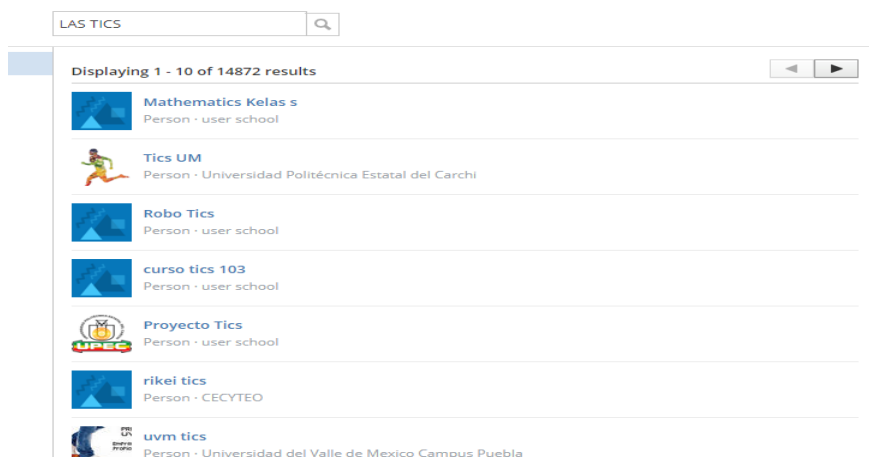 LAS TICS
Displaying 1 - 10 of 14872 results
Mathematics Kelas s
Person · user school
Tics UM
Person · Universidad Politécnica Estatal del Carchi
Robo Tics
Person · user school
curso tics 103
Person · user school
Proyecto Tics
Person · user school
UPEC
rikei tics
Person · CECYTEO
uvm tics
Person · Universidad del Valle de Mexico Campus Puebla